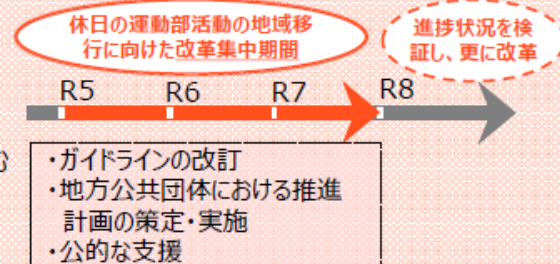 休日の運動部活動の地域移
行に向けた改革集中期間
進捗状況を検
証し、更に改革
R5 R6 R7 R8
む
・ガイドラインの改訂
・地方公共団体における推進
計画の策定・実施
・公的な支援